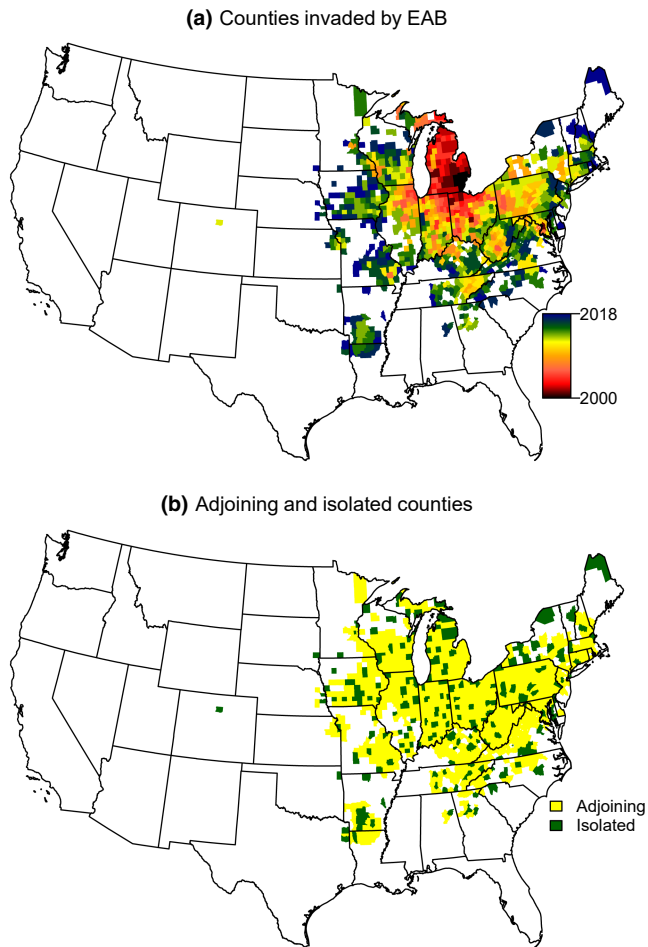 (a) Counties invaded by EAB
2018
2000
(b) Adjoining and isolated counties
Adjoining
Isolated